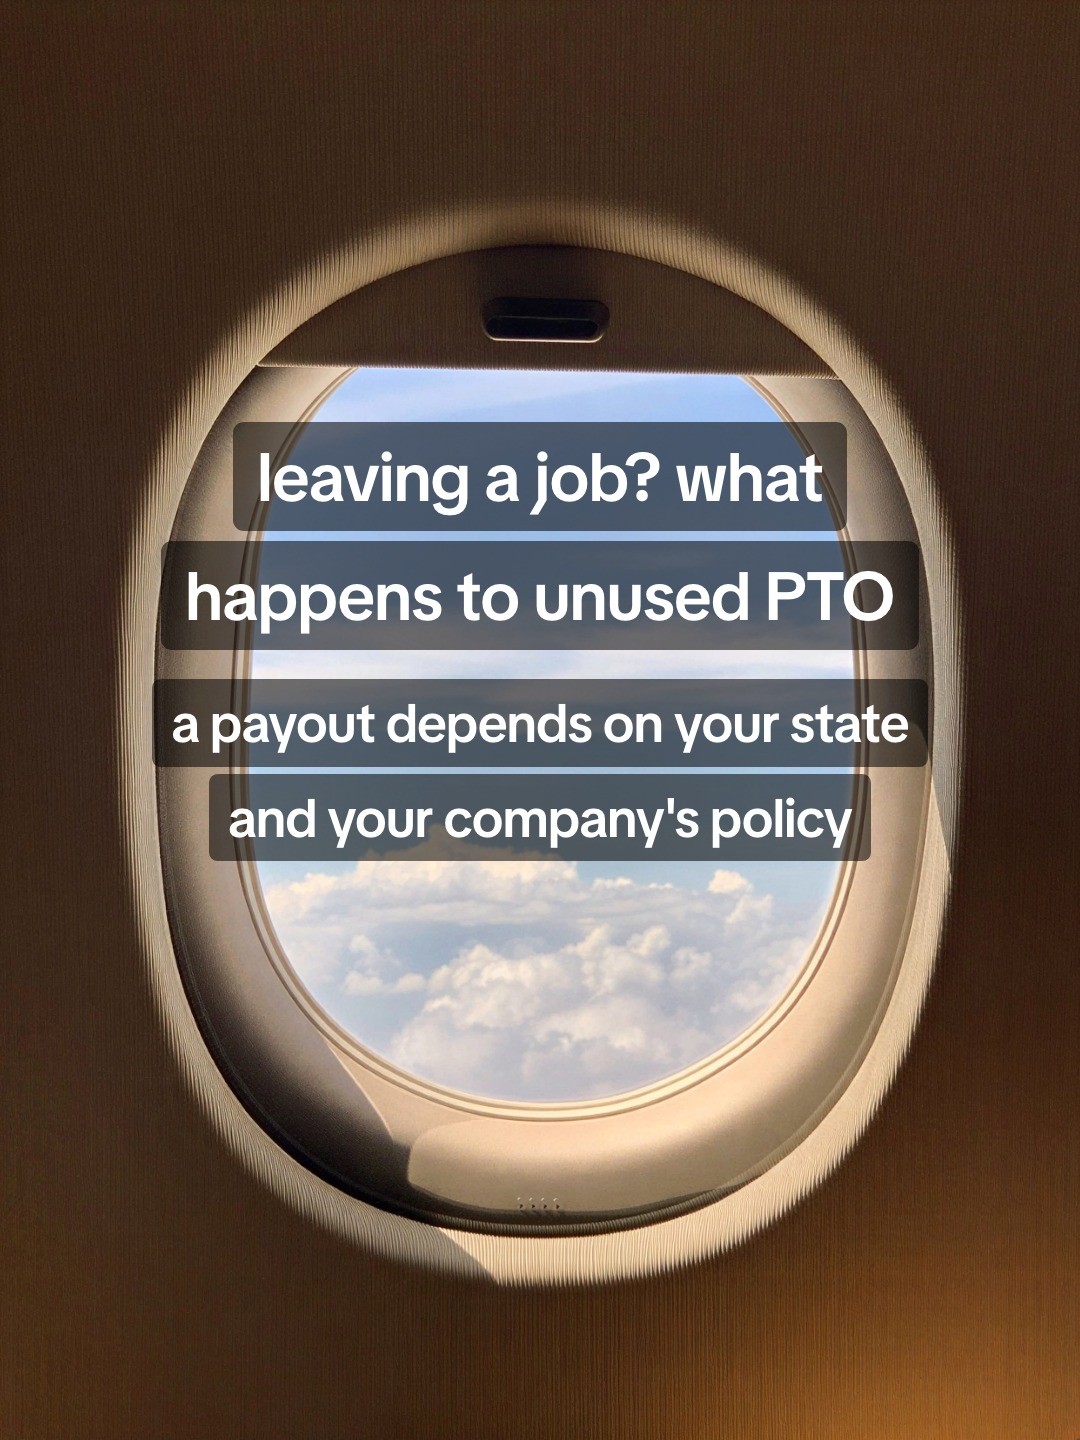 leaving a job? what
happens to unused PTO
a payout depends on your state
and your company's policy